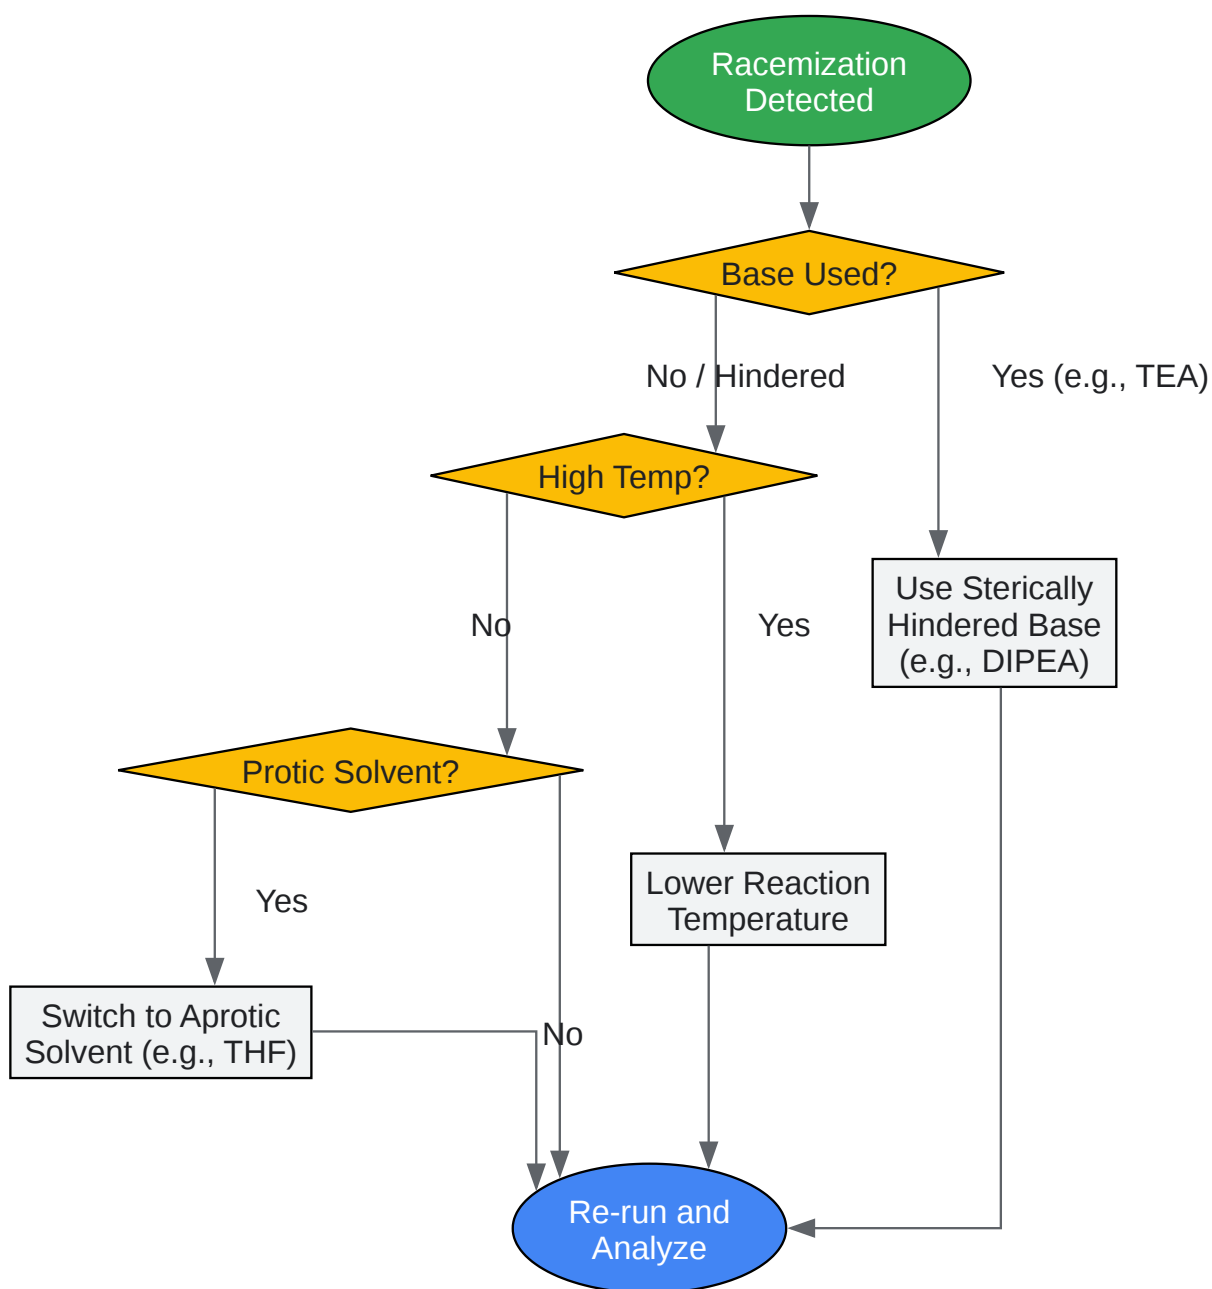 Racemization
Detected
Base Used?
No / Hindered
Yes (e.g., TEA)
High Temp?
Use Sterically
Hindered Base
(e.g., DIPEA)
No
Yes
Protic Solvent?
Lower Reaction
Temperature
Yes
Switch to Aprotic
Solvent (e.g., THF)
No
Re-run and
Analyze